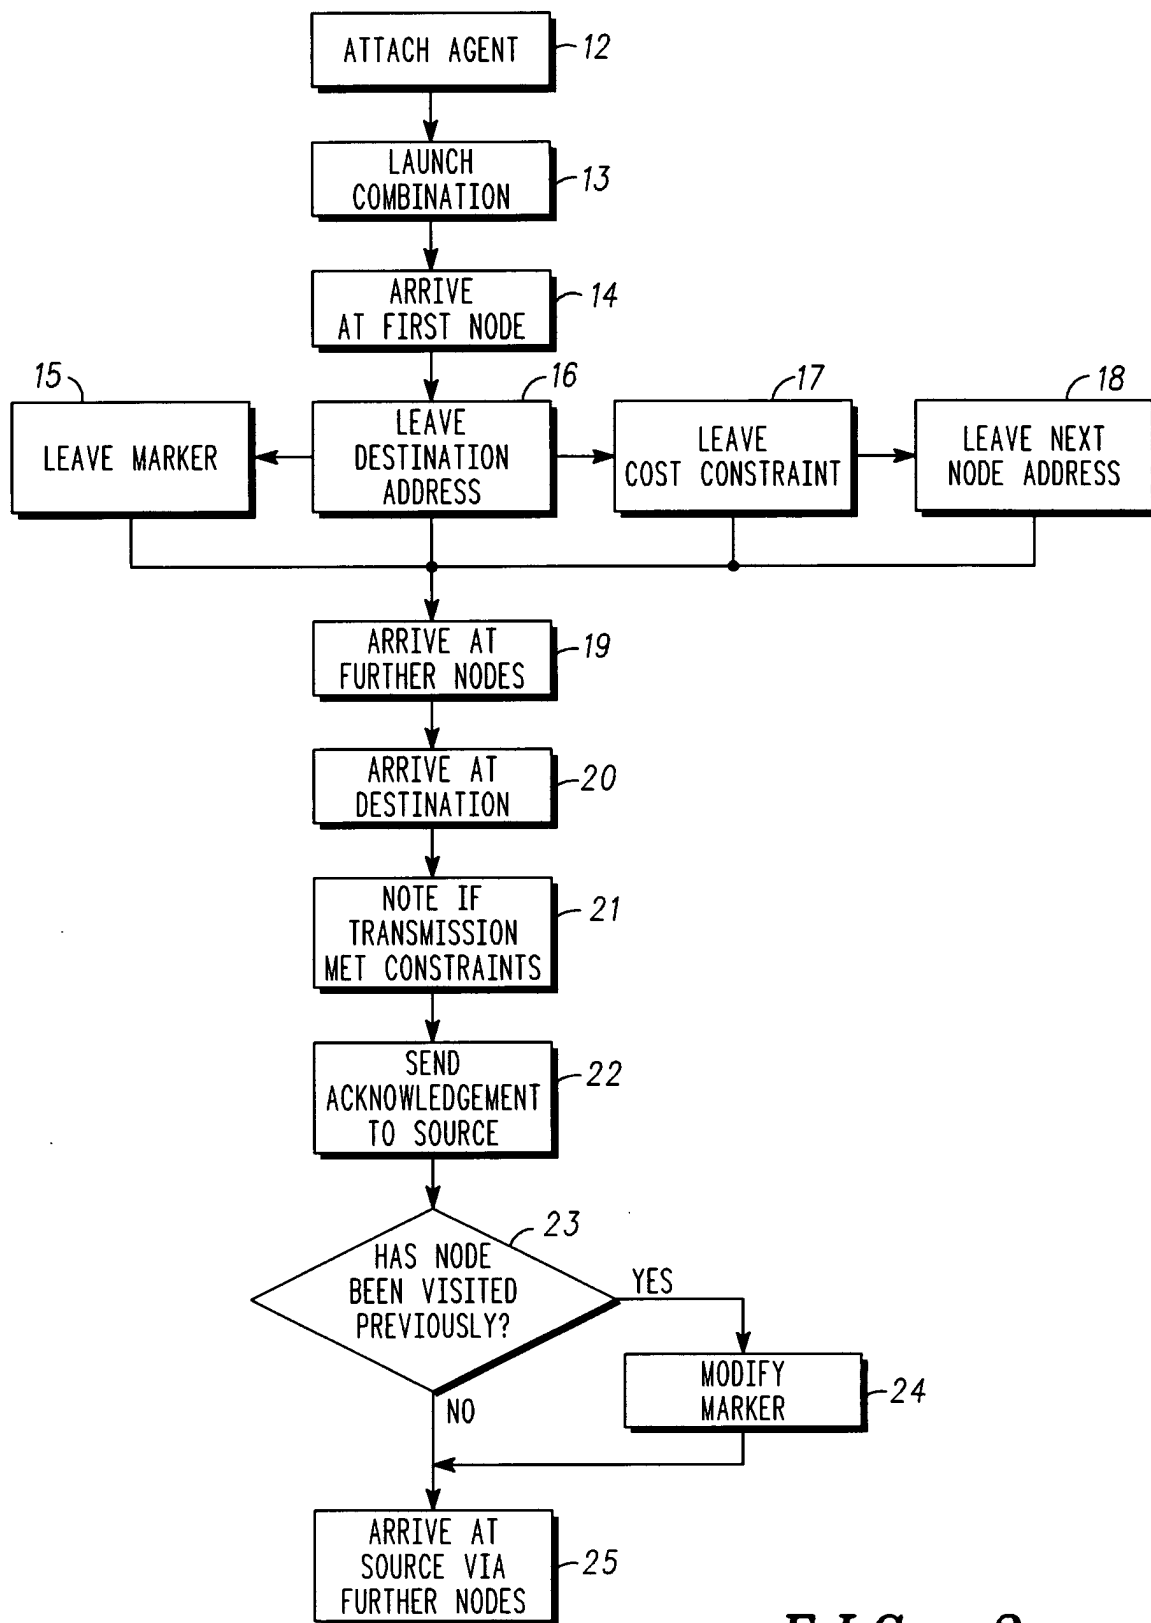 ATTACH AGENT
12
LAUNCH
COMBINATION
13
ARRIVE
AT FIRST NODE
14
15
LEAVE MARKER
16
LEAVE
DESTINATION
ADDRESS
17
LEAVE
COST CONSTRAINT
18
LEAVE NEXT
NODE ADDRESS
ARRIVE AT
FURTHER NODES
19
ARRIVE AT
DESTINATION
20
NOTE IF
TRANSMISSION
MET CONSTRAINTS
21
SEND
ACKNOWLEDGEMENT
TO SOURCE
22
23
HAS NODE
BEEN VISITED
PREVIOUSLY?
YES
NO
MODIFY
MARKER
24
ARRIVE AT
SOURCE VIA
FURTHER NODES
25